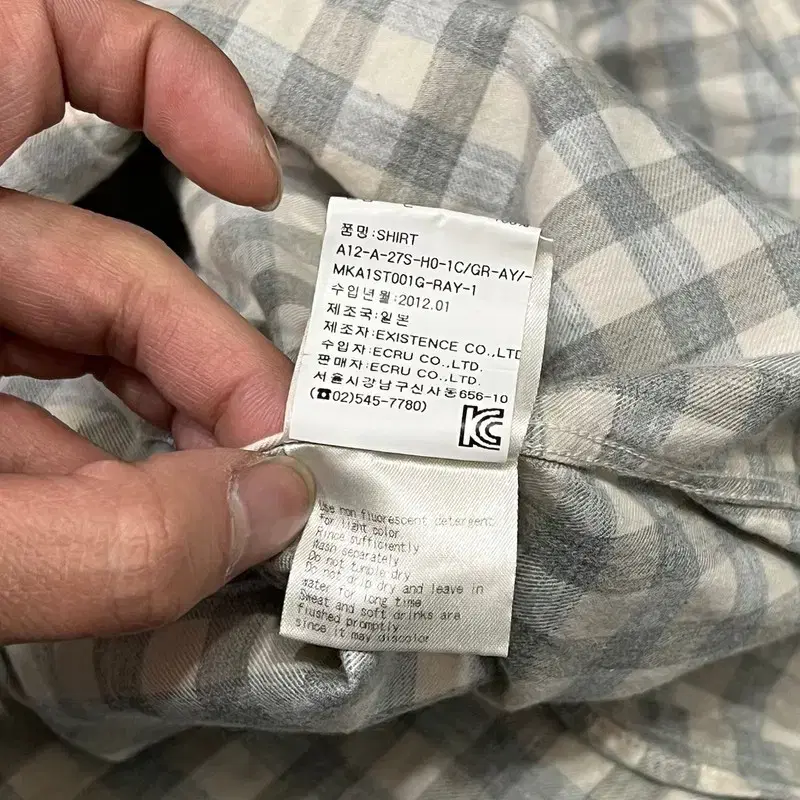 품명:SHIRT
A12-A-27S-H0-1C/GR-AY/-
MKA1ST001G-RAY-1
수입년월:2012.01
제조국:일본
제조자:EXISTENCE CO.,LTD
수입자:ECRU CO.,LTD.
판매자:ECRU CO.,LTD.
서울시강남구신사동656-10
(☎02)545-7780)
KC
Use non fluorescent detergent
for light color
Rince sufficiently
Wash separately
Do not tumble dry
Do not drip dry and leave in
water for long time
Sweat and soft drinks are
flushed promptly
since it may discolor